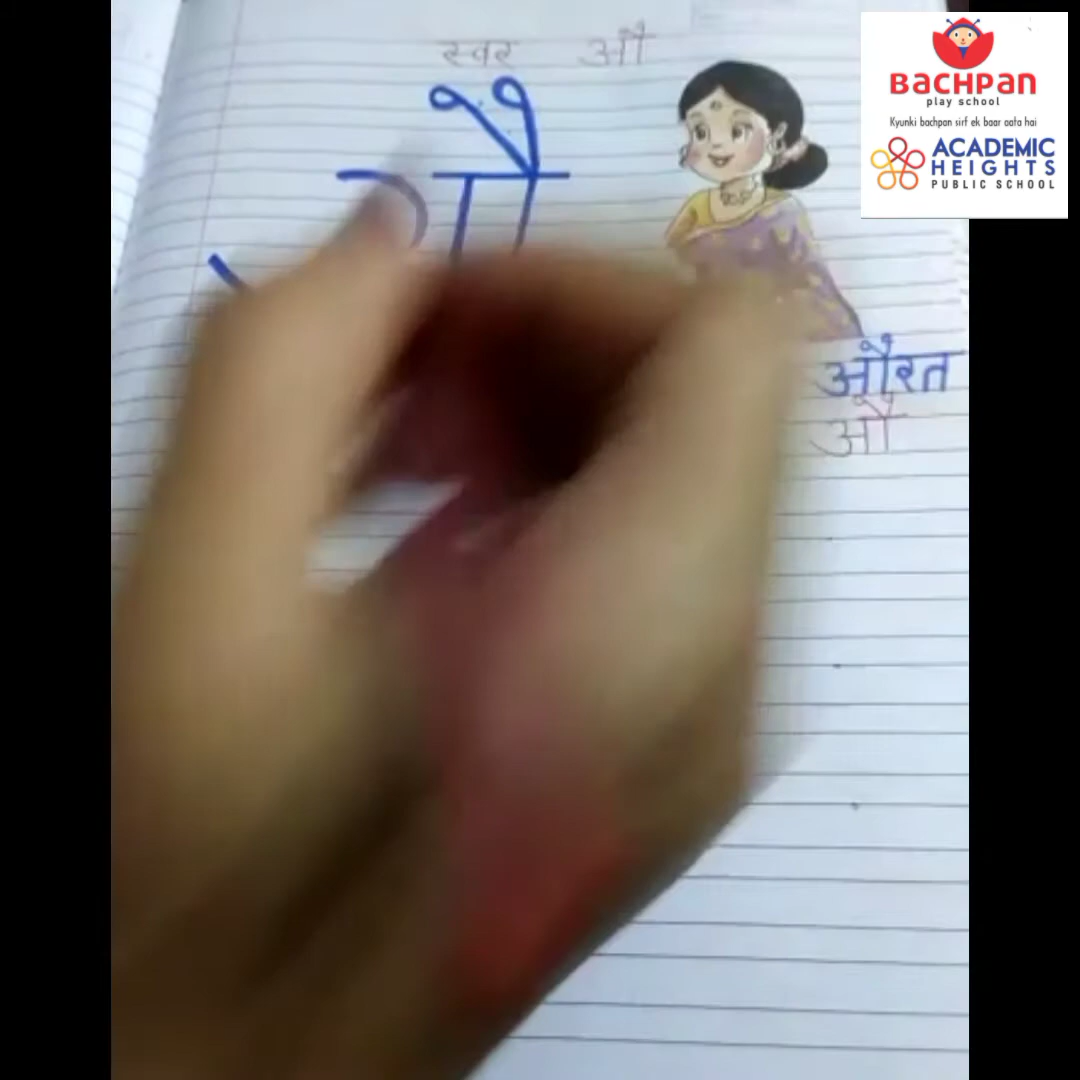 स्वर औ
औ
औरत
औ
BACHPAN
play school
Kyunki bachpan sirf ek baar aata hai
ACADEMIC
HEIGHTS
PUBLIC SCHOOL